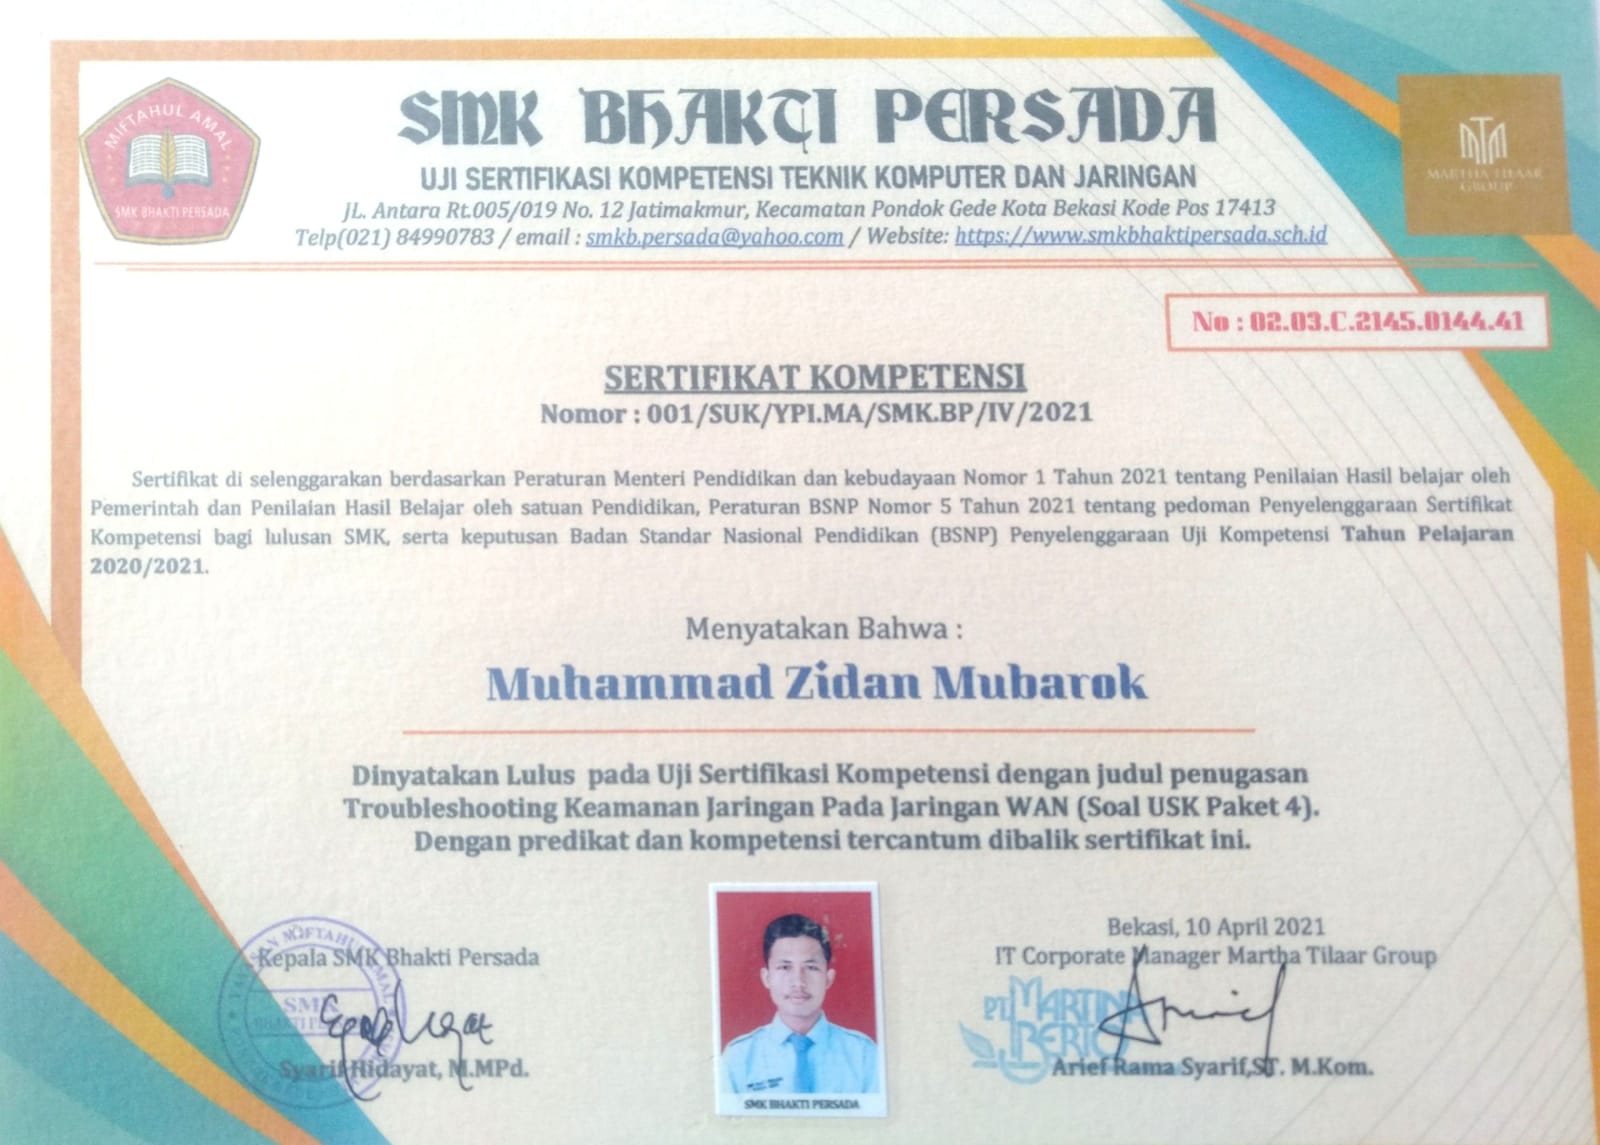 MIFTAHUL AMAL
SMK BHAKTI PERSADA
SMK BHAKTI PERSADA
UJI SERTIFIKASI KOMPETENSI TEKNIK KOMPUTER DAN JARINGAN
JL. Antara Rt.005/019 No. 12 Jatimakmur, Kecamatan Pondok Gede Kota Bekasi Kode Pos 17413
Telp(021) 84990783 / email : smkb.persada@yahoo.com / Website: https://www.smkbhaktipersada.sch.id
MARTHA TILAAR
GROUP
No : 02.03.C.2145.0144.41
SERTIFIKAT KOMPETENSI
Nomor : 001/SUK/YPI.MA/SMK.BP/IV/2021
Sertifikat di selenggarakan berdasarkan Peraturan Menteri Pendidikan dan kebudayaan Nomor 1 Tahun 2021 tentang Penilaian Hasil belajar oleh
Pemerintah dan Penilaian Hasil Belajar oleh satuan Pendidikan, Peraturan BSNP Nomor 5 Tahun 2021 tentang pedoman Penyelenggaraan Sertifikat
Kompetensi bagi lulusan SMK, serta keputusan Badan Standar Nasional Pendidikan (BSNP) Penyelenggaraan Uji Kompetensi Tahun Pelajaran
2020/2021.
Menyatakan Bahwa :
Muhammad Zidan Mubarok
Dinyatakan Lulus pada Uji Sertifikasi Kompetensi dengan judul penugasan
Troubleshooting Keamanan Jaringan Pada Jaringan WAN (Soal USK Paket 4).
Dengan predikat dan kompetensi tercantum dibalik sertifikat ini.
Bekasi, 10 April 2021
Kepala SMK Bhakti Persada
IT Corporate Manager Martha Tilaar Group
SMK
PT. MARTINA
BERTO
Syarif Hidayat, M.MPd.
Arief Rama Syarif,ST. M.Kom.
SMK BHAKTI PERSADA